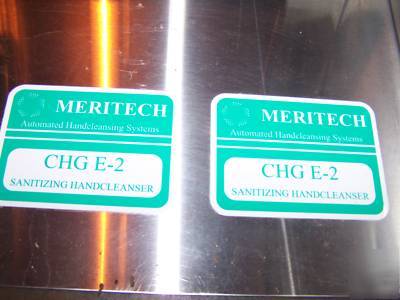 MERITECH
Automated Handcleansing Systems
CHG E-2
SANITIZING HANDCLEANSER
MERITECH
Automated Handcleansing Systems
CHG E-2
SANITIZING HANDCLEANSER